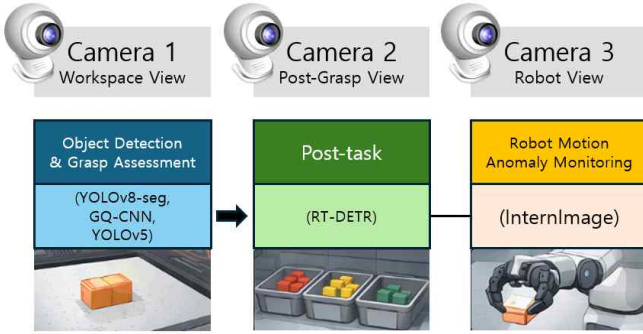 Camera 1
Workspace View
Camera 2
Post-Grasp View
Camera 3
Robot View
Object Detection
& Grasp Assessment
(YOLOv8-seg,
GQ-CNN,
YOLOv5)
Post-task
(RT-DETR)
Robot Motion
Anomaly Monitoring
(InternImage)